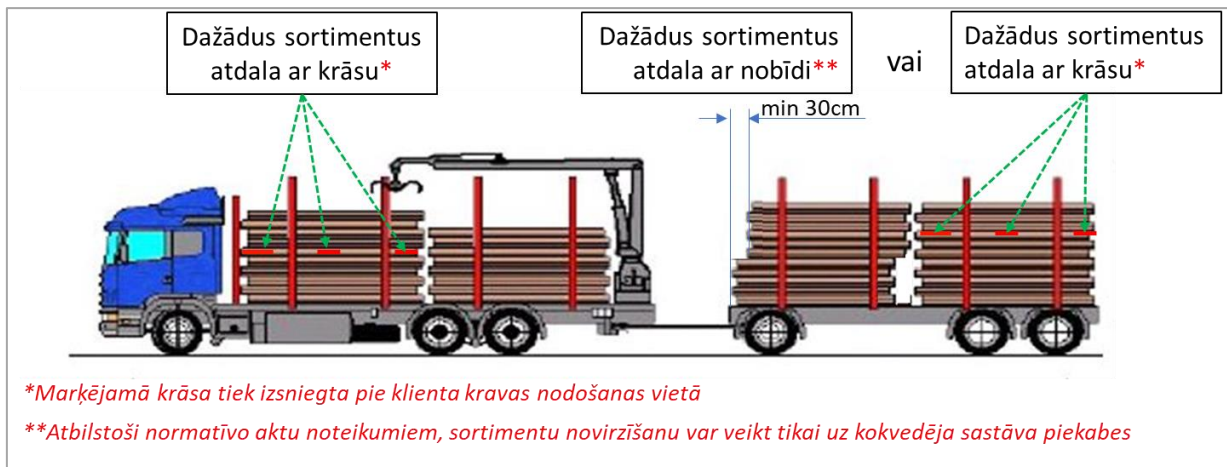 Dažādus sortimentus
atdala ar krāsu*
Dažādus sortimentus
atdala ar nobīdi**
vai
Dažādus sortimentus
atdala ar krāsu*
min 30cm
*Marķējamā krāsa tiek izsniegta pie klienta kravas nodošanas vietā
**Atbilstoši normatīvo aktu noteikumiem, sortimentu novirzīšanu var veikt tikai uz kokvedēja sastāva piekabes